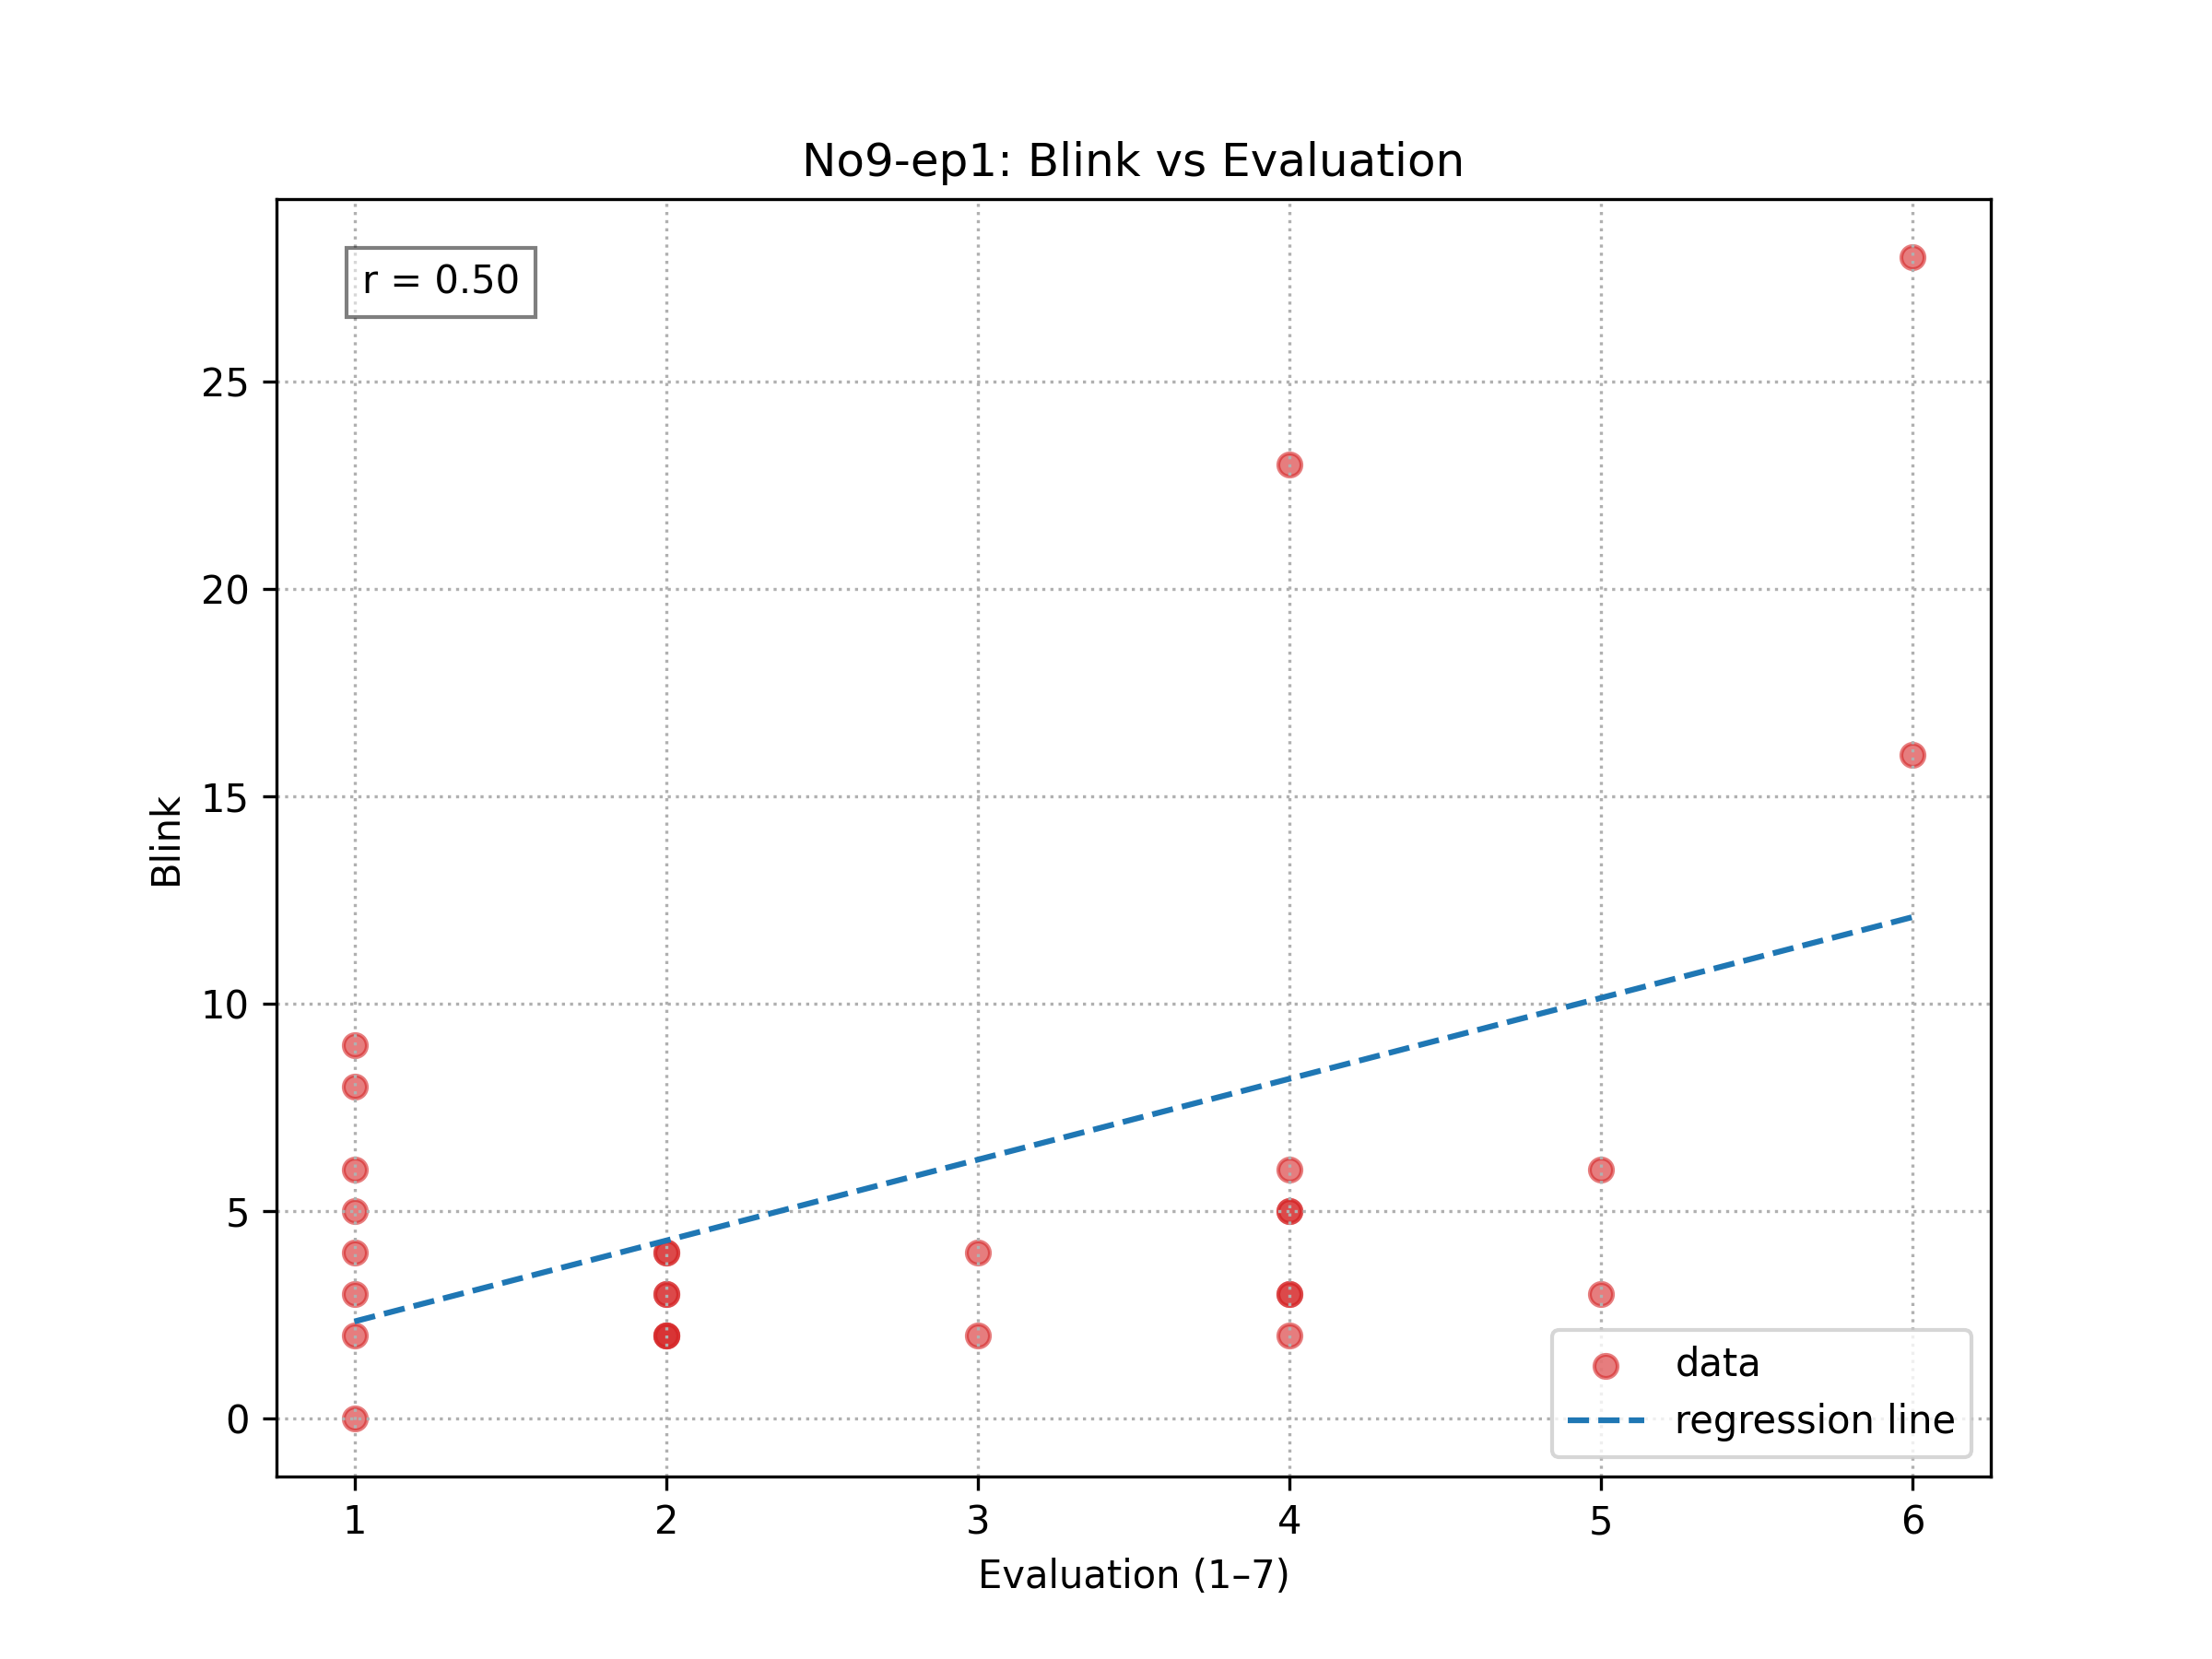 No9-ep1: Blink vs Evaluation
r = 0.50
25
20
15
10
5
0
Blink
data
regression line
1 2 3 4 5 6
Evaluation (1–7)